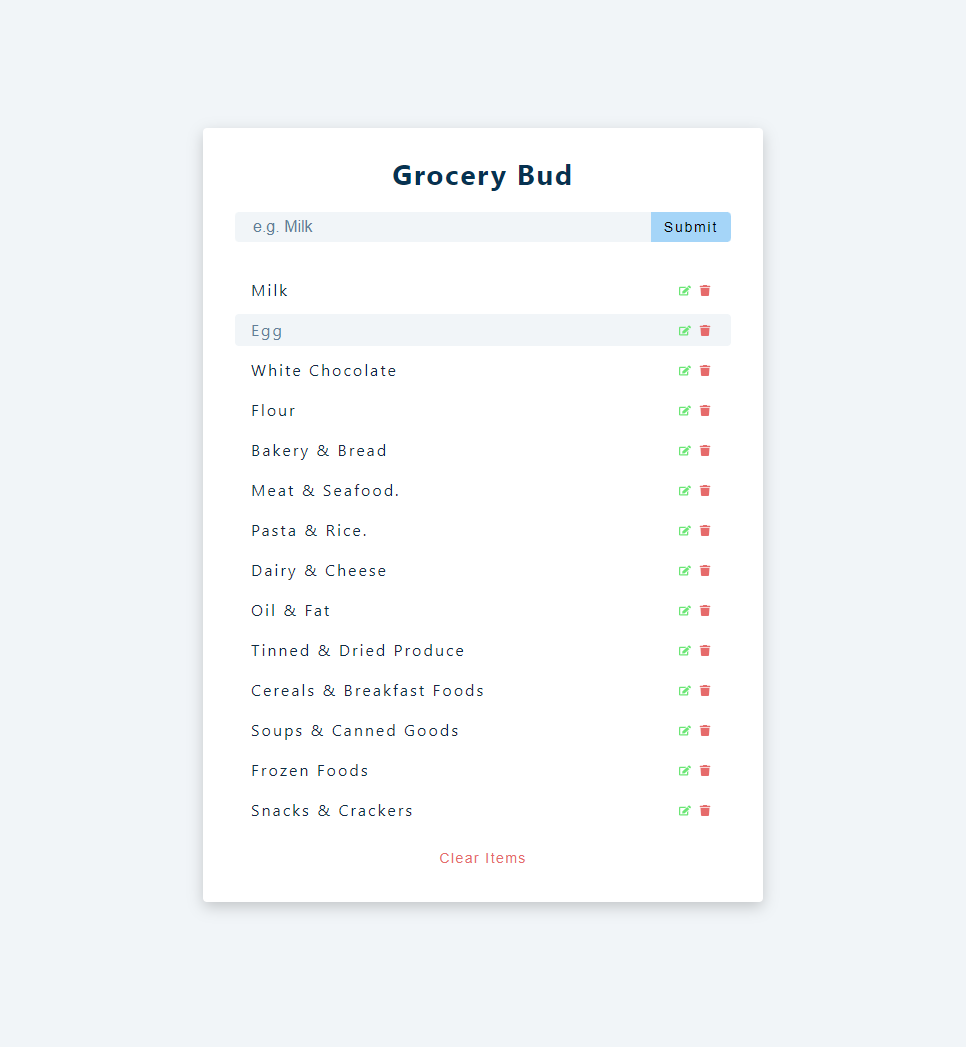 Grocery Bud
e.g. Milk
Submit
Milk
Egg
White Chocolate
Flour
Bakery & Bread
Meat & Seafood.
Pasta & Rice.
Dairy & Cheese
Oil & Fat
Tinned & Dried Produce
Cereals & Breakfast Foods
Soups & Canned Goods
Frozen Foods
Snacks & Crackers
Clear Items